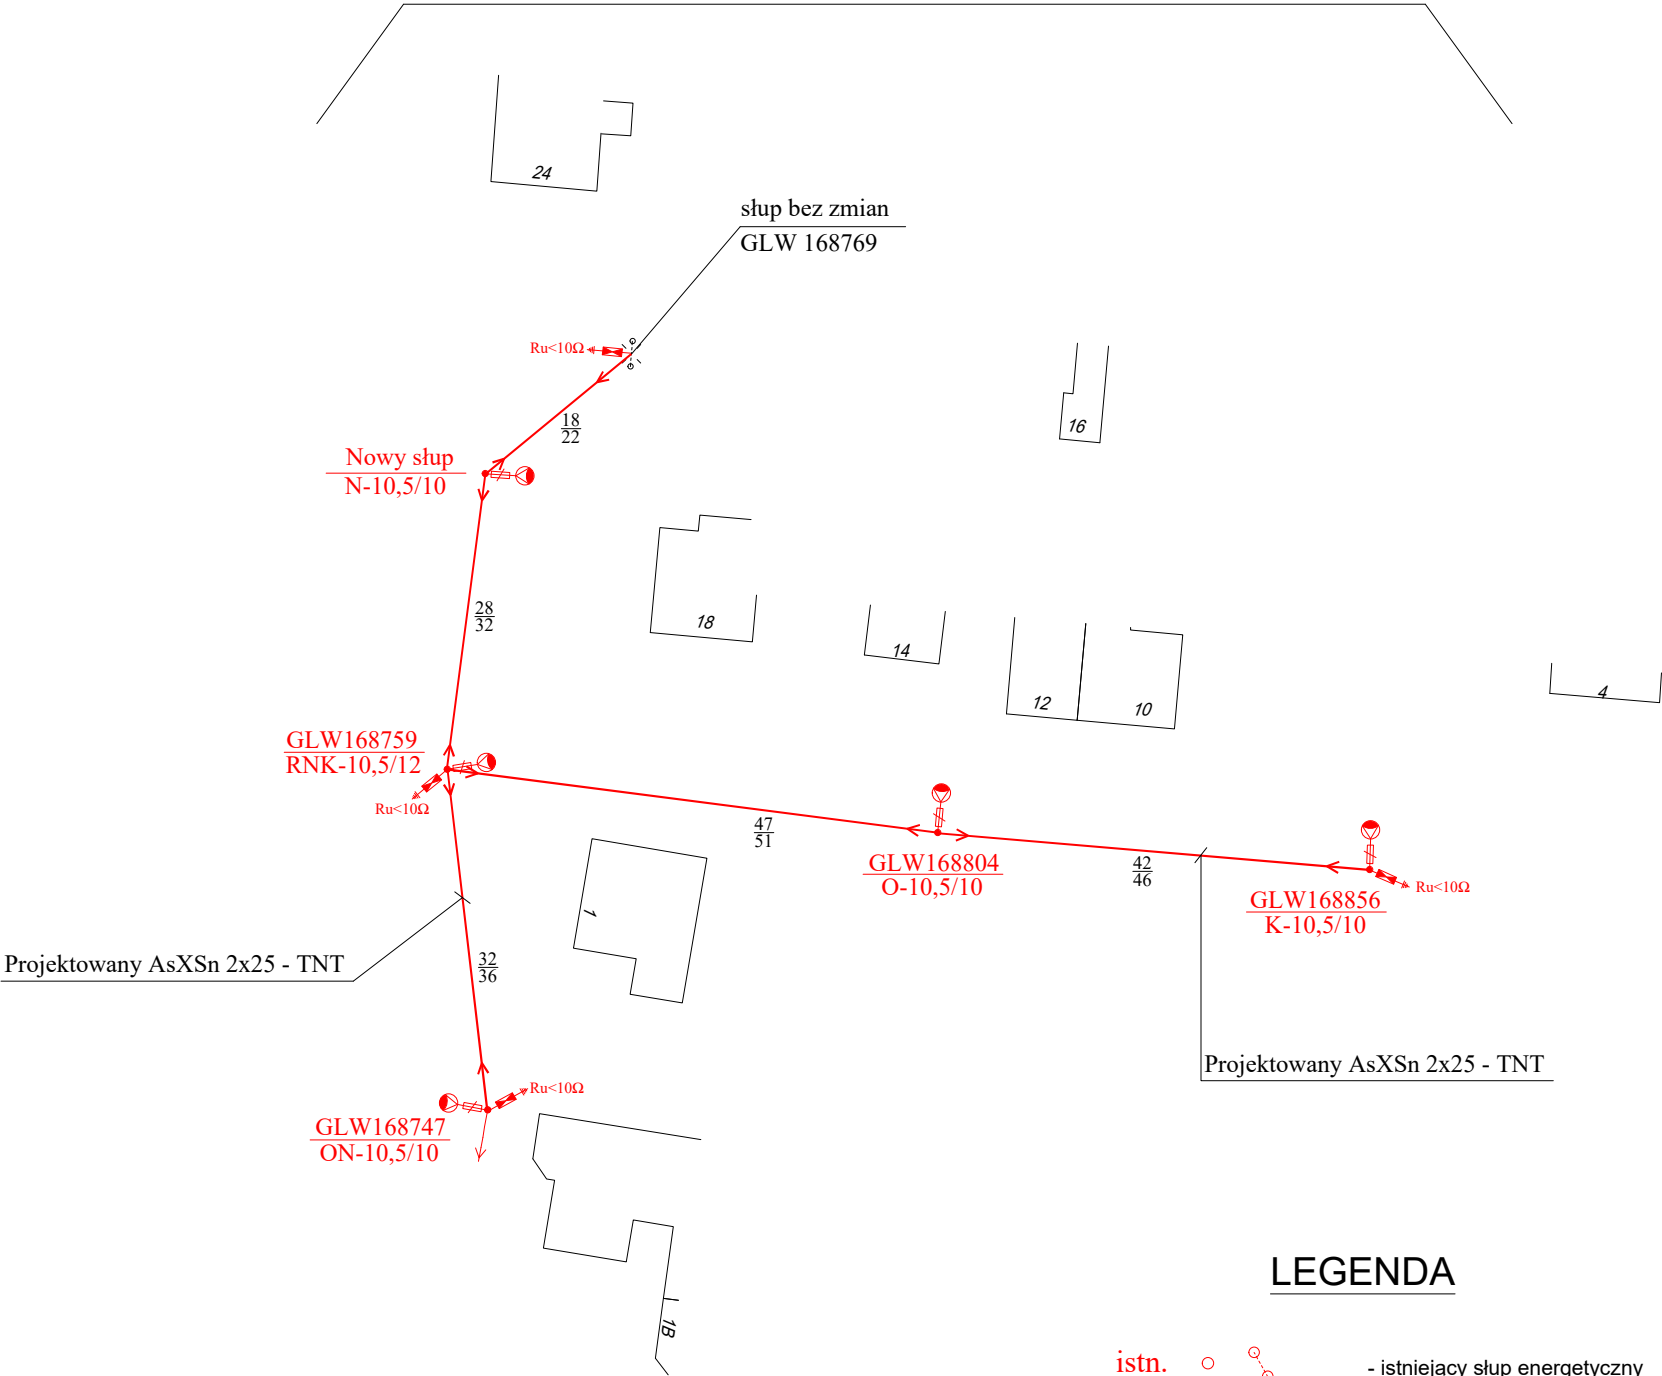 24
słup bez zmian
GLW 168769
Ru<10Ω
18
22
16
Nowy słup
N-10,5/10
28
32
18
14
12
10
4
GLW168759
RNK-10,5/12
Ru<10Ω
47
51
GLW168804
O-10,5/10
42
46
GLW168856
K-10,5/10
Ru<10Ω
1
Projektowany AsXSn 2x25 - TNT
32
36
Projektowany AsXSn 2x25 - TNT
Ru<10Ω
GLW168747
ON-10,5/10
1B
LEGENDA
istn.
- istniejący słup energetyczny